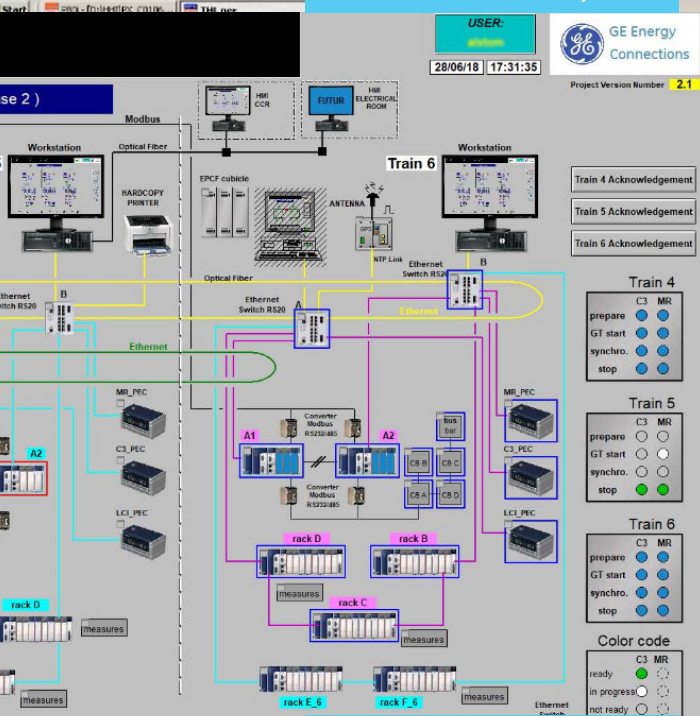 Start
THI per
USER:
alstom
GE Energy
Connections
28/06/18 17:31:35
Project Version Number 2.1
se 2 )
HMI
CCR
FUTUR
HMI
ELECTRICAL
ROOM
Modbus
Workstation
Optical Fiber
Train 6
Workstation
EPCF cubicle
HARDCOPY
PRINTER
ANTENNA
GPS
NTP Link
Train 4 Acknowledgement
Train 5 Acknowledgement
Train 6 Acknowledgement
Optical Fiber
Ethernet
Switch RS20
B
thernet
witch RS20
B
Ethernet
Switch RS20
A
Ethernet
Ethernet
Train 4
C3 MR
prepare
GT start
synchro.
stop
MR_PEC
C3_PEC
LCI_PEC
A2
Converter
Modbus
RS232/485
A1
A2
Converter
Modbus
RS232/485
bus
bar
CB B
CB C
CB A
CB D
MR_PEC
C3_PEC
LCI_PEC
Train 5
C3 MR
prepare
GT start
synchro.
stop
rack D
rack B
measures
rack C
measures
Train 6
C3 MR
prepare
GT start
synchro.
stop
rack D
measures
measures
rack E_6
rack F_6
measures
Ethernet
Switch
Color code
C3 MR
ready
in progress
not ready